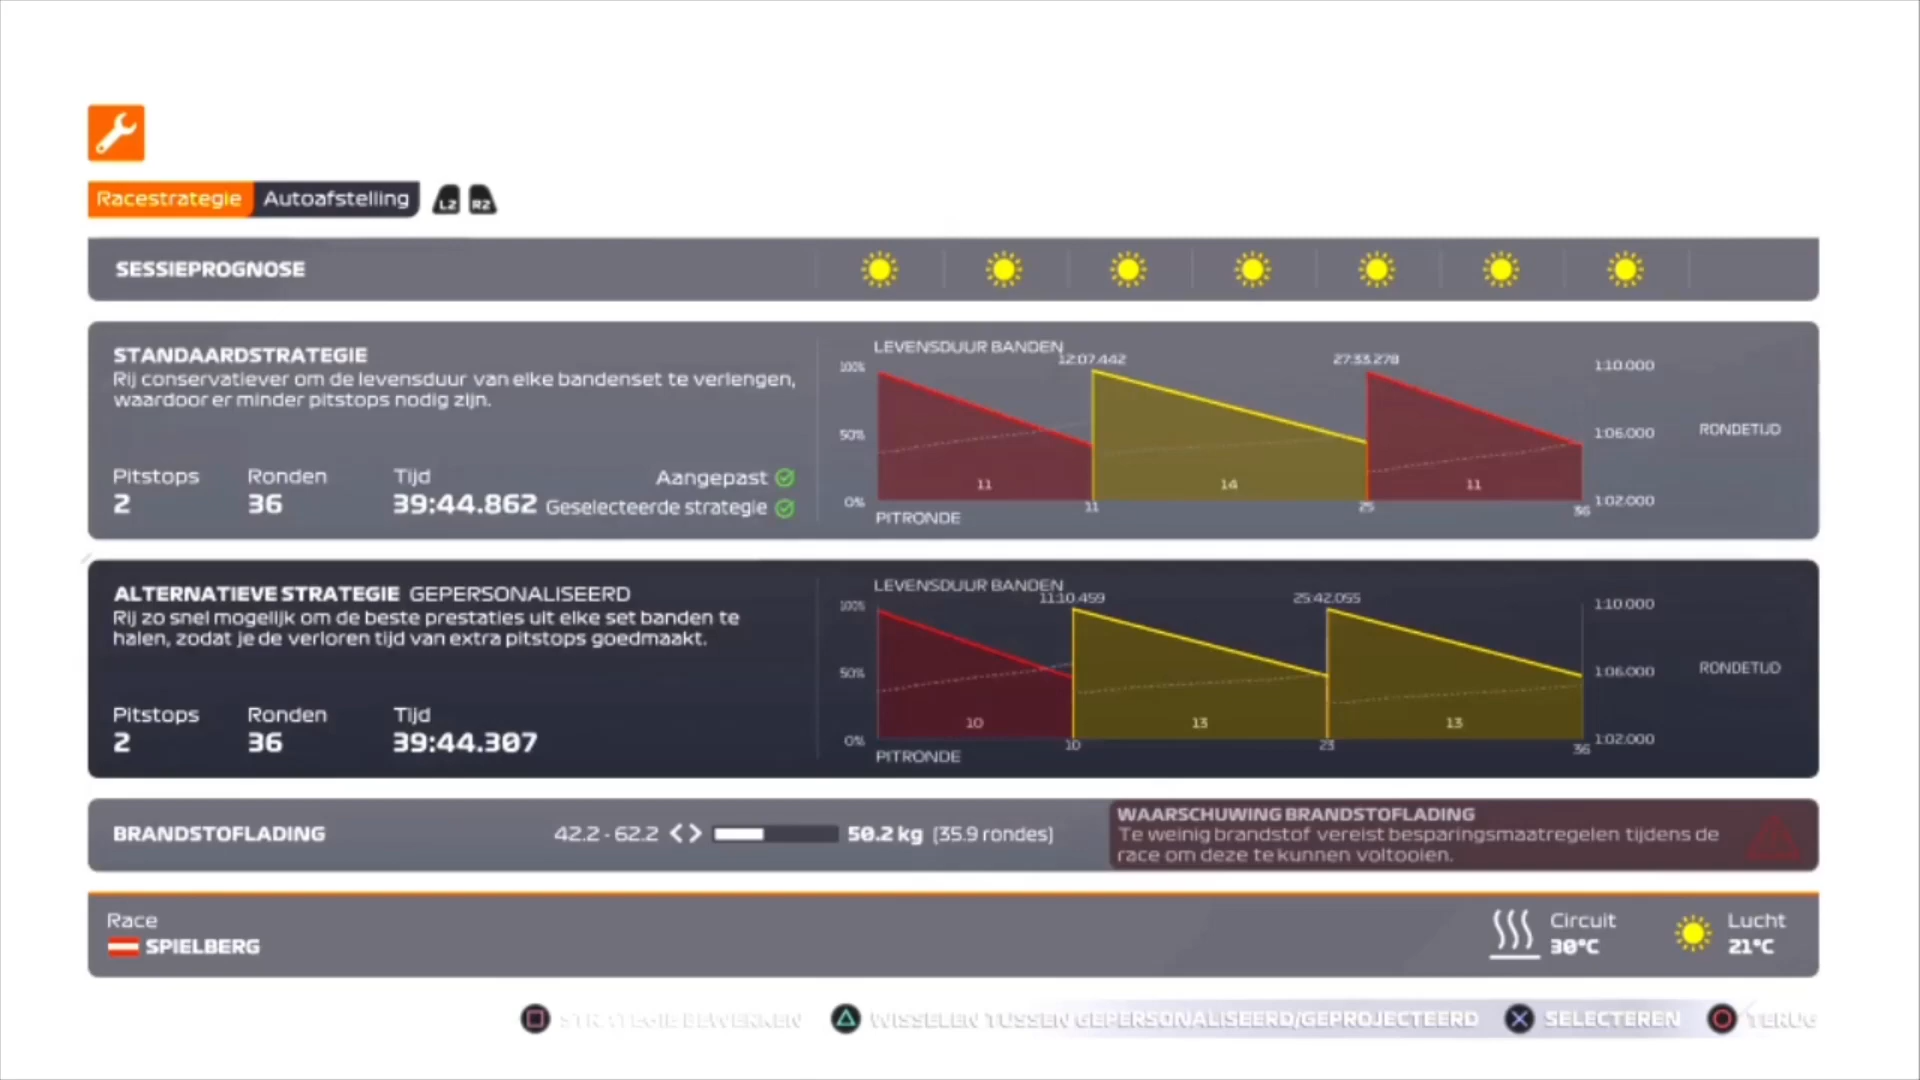 Racestrategie Autoafstelling L2 R2
SESSIEPROGNOSE
STANDAARDSTRATEGIE
Rij conservatiever om de levensduur van elke bandenset te verlengen,
waardoor er minder pitstops nodig zijn.
Pitstops Ronden Tijd
2 36 39:44.862
Aangepast
Geselecteerde strategie
LEVENSDUUR BANDEN
12:07.442 27:33.278
100% 1:10.000
50% 1:06.000 RONDETIJD
11 14 11
0% 11 25 36 1:02.000
PITRONDE
ALTERNATIEVE STRATEGIE GEPERSONALISEERD
Rij zo snel mogelijk om de beste prestaties uit elke set banden te
halen, zodat je de verloren tijd van extra pitstops goedmaakt.
Pitstops Ronden Tijd
2 36 39:44.307
LEVENSDUUR BANDEN
11:10.459 25:42.055
100% 1:10.000
50% 1:06.000 RONDETIJD
10 13 13
0% 10 23 36 1:02.000
PITRONDE
BRANDSTOFLADING 42.2 - 62.2 50.2 kg (35.9 rondes)
WAARSCHUWING BRANDSTOFLADING
Te weinig brandstof vereist besparingsmaatregelen tijdens de
race om deze te kunnen voltooien.
Race
SPIELBERG
Circuit
30°C
Lucht
21°C
STRATEGIE BEWERKEN WISSELEN TUSSEN GEPERSONALISEERD/GEPROJECTEERD SELECTEREN TERUG